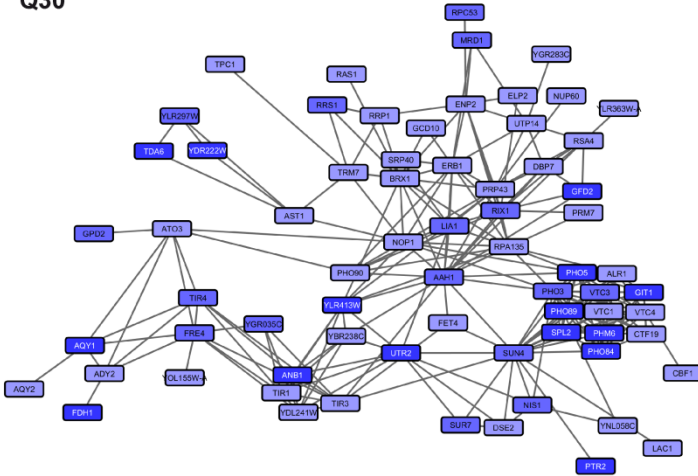 Q30
RPC53
MRD1
YGR283C
TPC1
RAS1
ELP2
NUP60
RRS1
ENP2
YLR363W-A
YLR297W
RRP1
UTP14
GCD10
RSA4
TDA6
YDR222W
SRP40
ERB1
DBP7
TRM7
BRX1
PRP43
GFD2
AST1
RIX1
PRM7
LIA1
GPD2
ATO3
NOP1
RPA135
PHO90
AAH1
PHO5
ALR1
TIR4
PHO3
VTC3
GIT1
YLR413W
PHO89
VTC1
VTC4
YGR035C
FET4
FRE4
YBR238C
SPL2
PHM6
CTF19
AQY1
UTR2
SUN4
PHO84
ADY2
YOL155W-A
ANB1
CBF1
AQY2
TIR1
TIR3
NIS1
FDH1
YDL241W
SUR7
DSE2
YNL058C
LAC1
PTR2